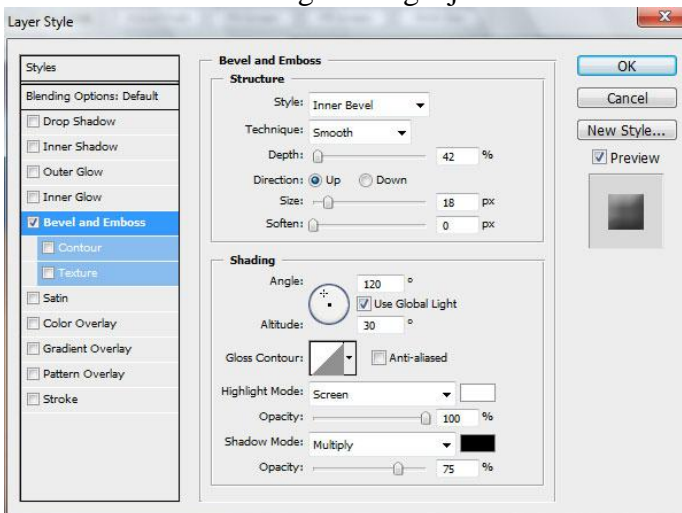 Layer Style
Styles
Blending Options: Default
Drop Shadow
Inner Shadow
Outer Glow
Inner Glow
Bevel and Emboss
Contour
Texture
Satin
Color Overlay
Gradient Overlay
Pattern Overlay
Stroke
Bevel and Emboss
Structure
Style: Inner Bevel
Technique: Smooth
Depth: 42 %
Direction: Up Down
Size: 18 px
Soften: 0 px
Shading
Angle: 120 °
Use Global Light
Altitude: 30 °
Gloss Contour: Anti-aliased
Highlight Mode: Screen
Opacity: 100 %
Shadow Mode: Multiply
Opacity: 75 %
OK
Cancel
New Style...
Preview